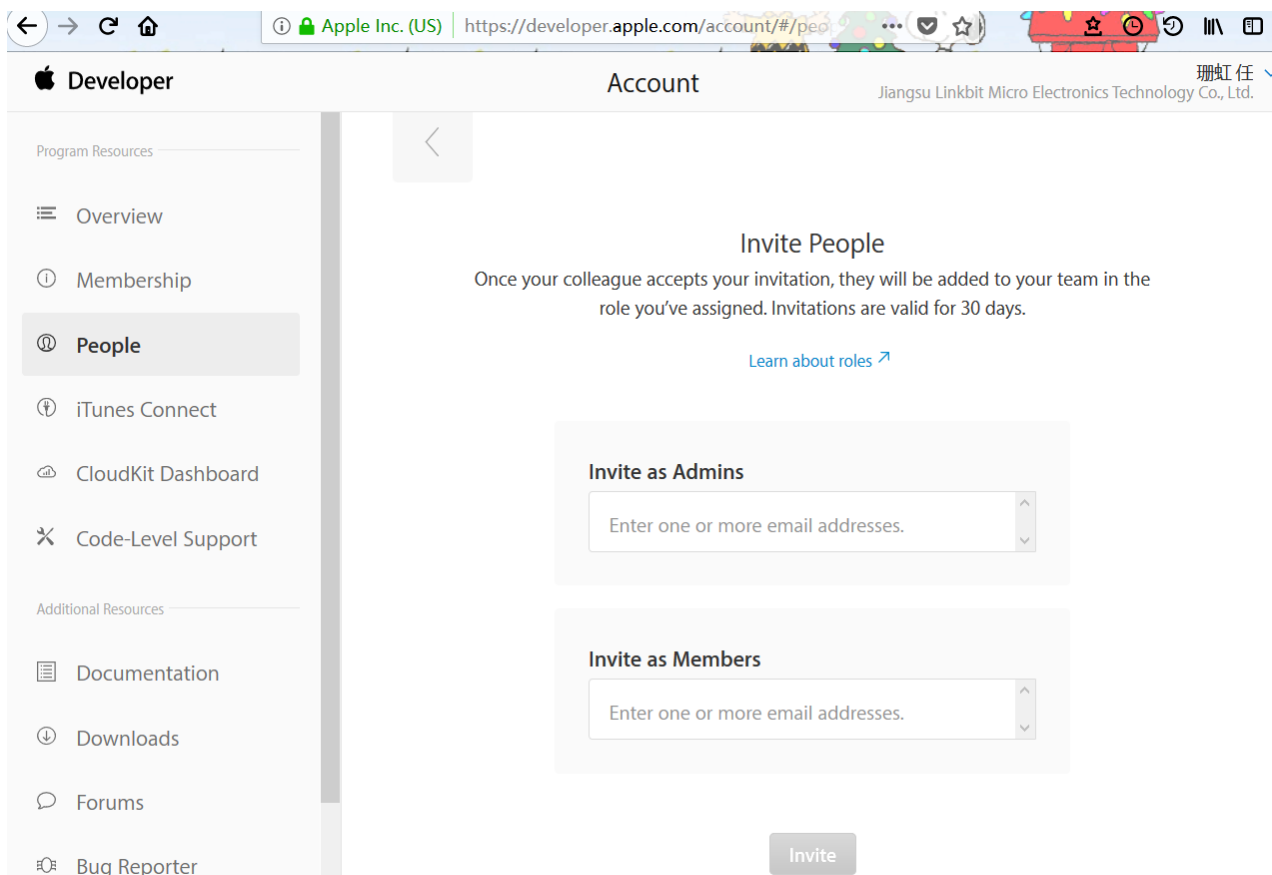 Apple Inc. (US) https://developer.apple.com/account/#/peo
Developer
Account
珊虹 任
Jiangsu Linkbit Micro Electronics Technology Co., Ltd.
Program Resources
Overview
Membership
People
iTunes Connect
CloudKit Dashboard
Code-Level Support
Additional Resources
Documentation
Downloads
Forums
Bug Reporter
Invite People
Once your colleague accepts your invitation, they will be added to your team in the
role you’ve assigned. Invitations are valid for 30 days.
Learn about roles
Invite as Admins
Enter one or more email addresses.
Invite as Members
Enter one or more email addresses.
Invite